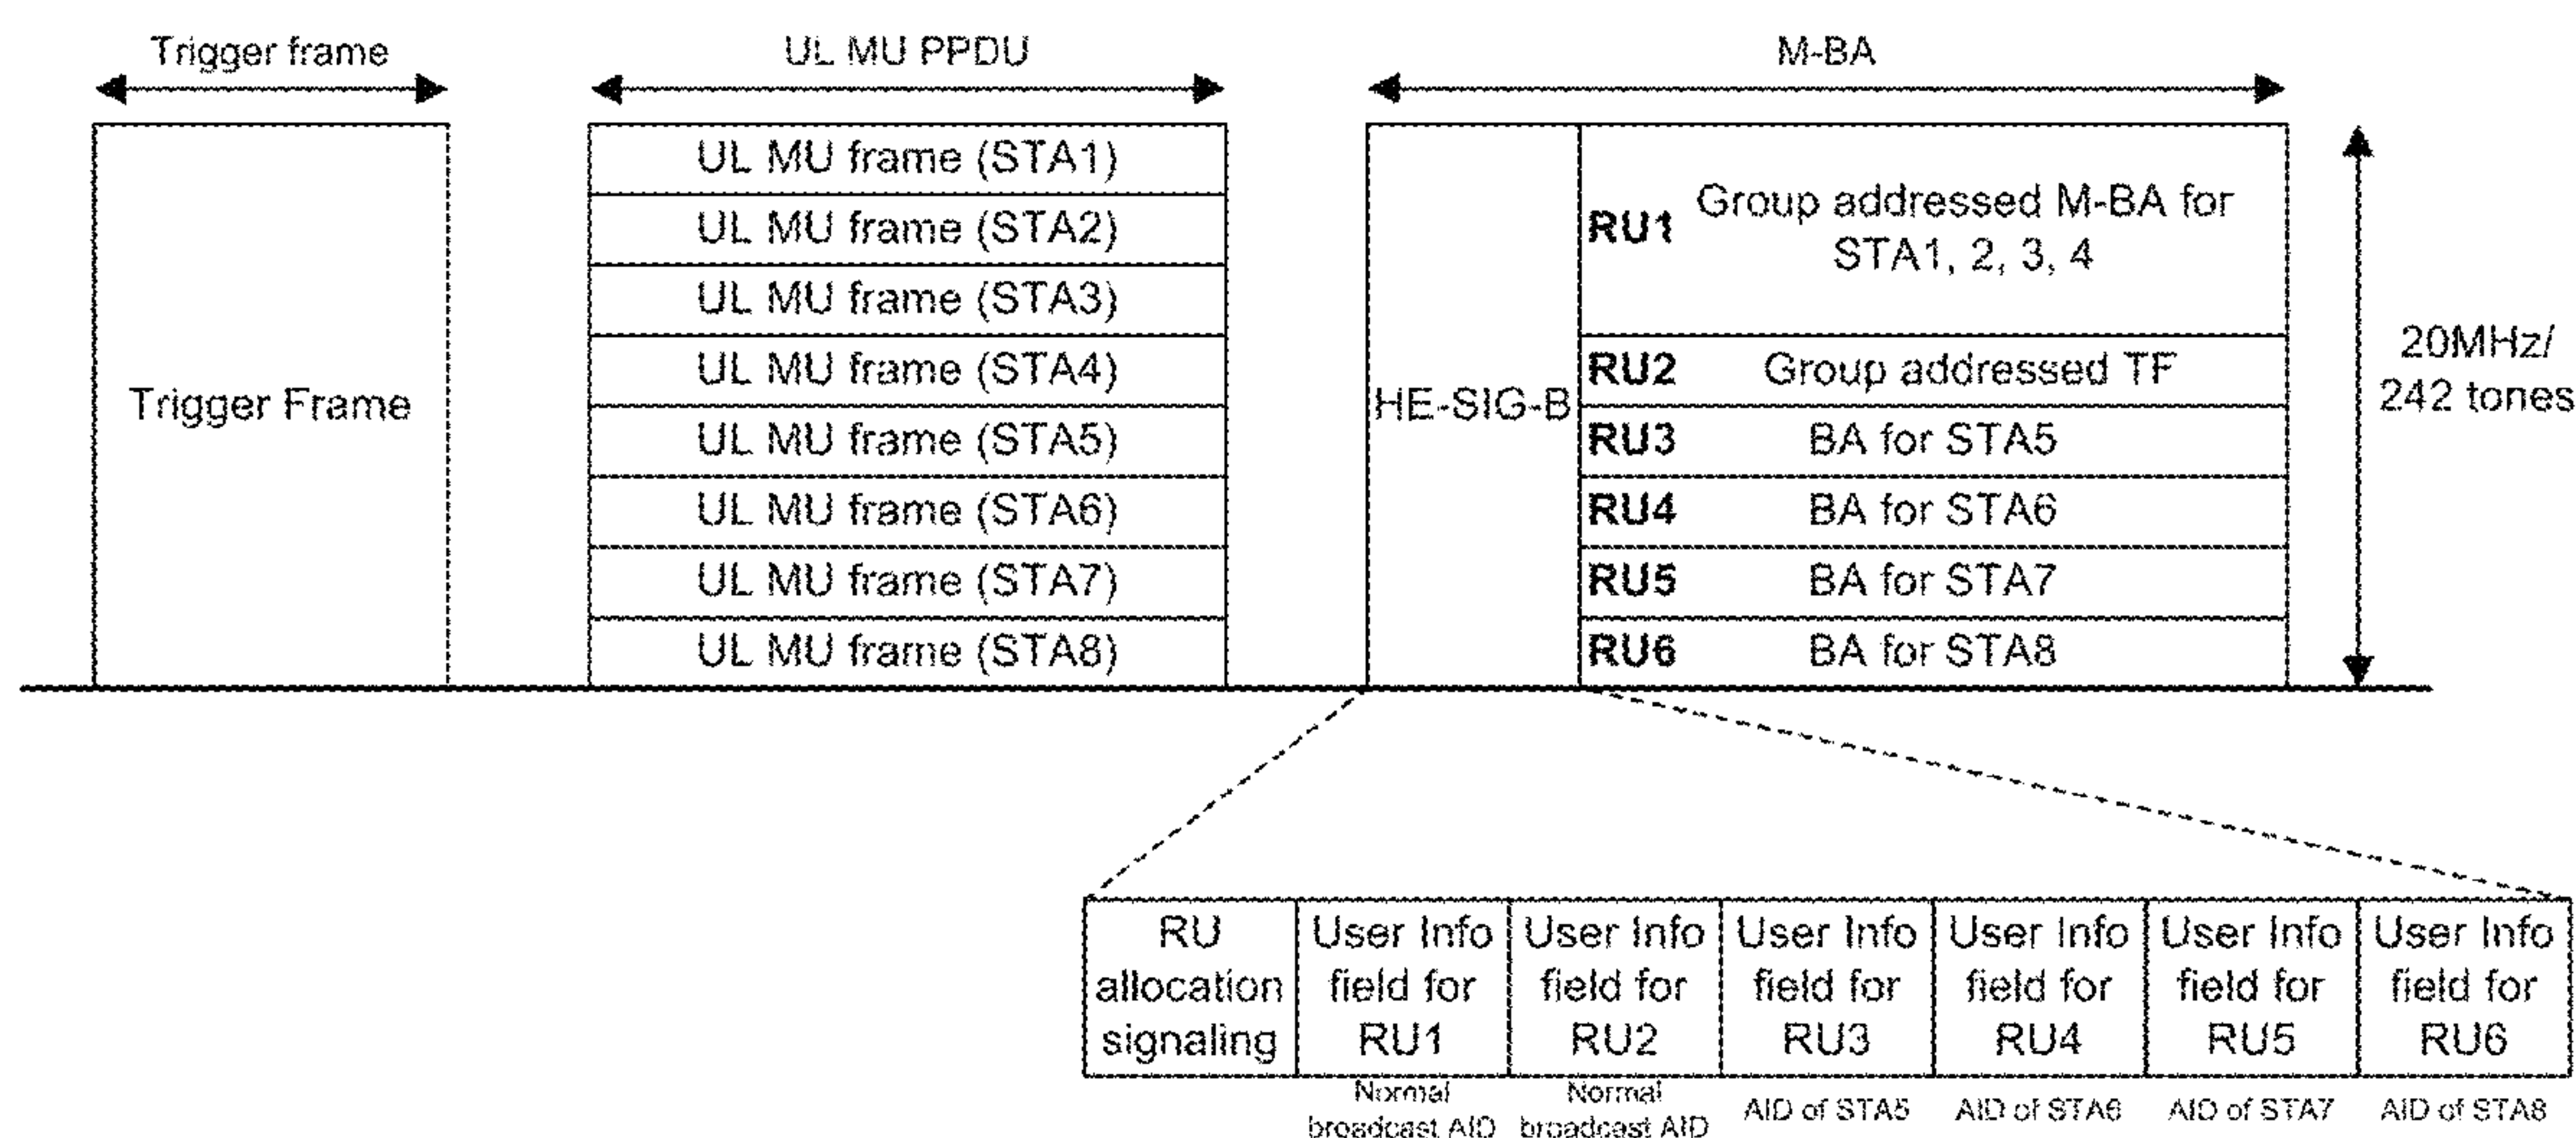 Trigger frame
UL MU PPDU
M-BA
Trigger Frame
UL MU frame (STA1)
UL MU frame (STA2)
UL MU frame (STA3)
UL MU frame (STA4)
UL MU frame (STA5)
UL MU frame (STA6)
UL MU frame (STA7)
UL MU frame (STA8)
HE-SIG-B
RU1
Group addressed M-BA for
STA1, 2, 3, 4
RU2 Group addressed TF
RU3 BA for STA5
RU4 BA for STA6
RU5 BA for STA7
RU6 BA for STA8
20MHz/
242 tones
RU
allocation
signaling
User Info
field for
RU1
User Info
field for
RU2
User Info
field for
RU3
User Info
field for
RU4
User Info
field for
RU5
User Info
field for
RU6
Normal
broadcast AID
Normal
broadcast AID
AID of STA5
AID of STA6
AID of STA7
AID of STA8